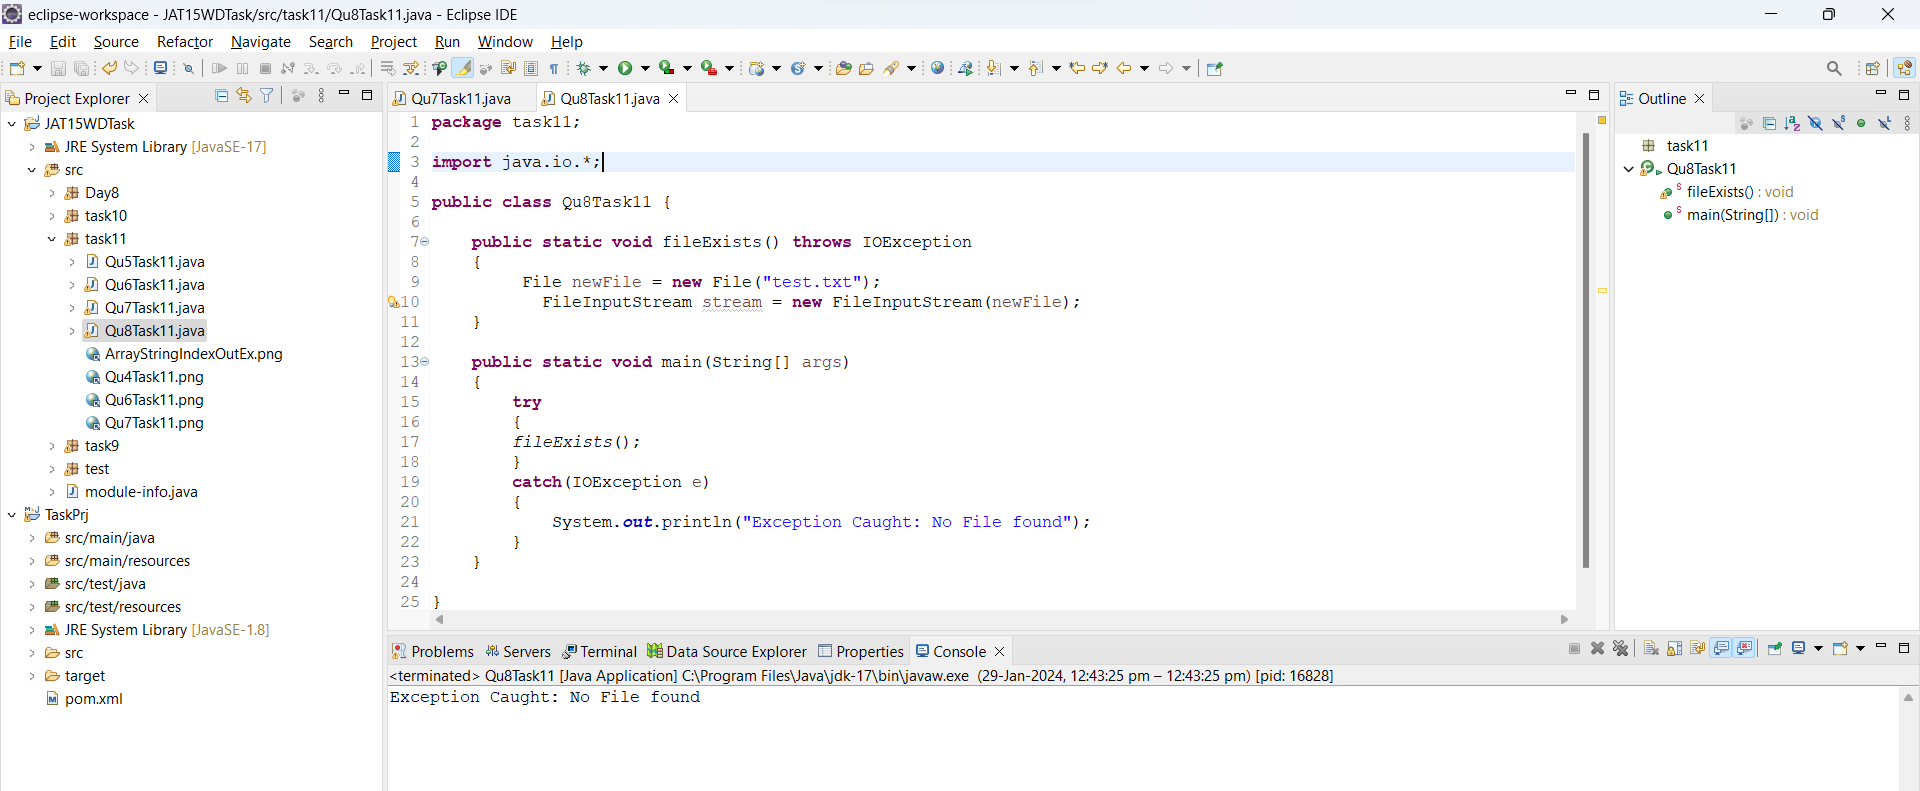 eclipse-workspace - JAT15WDTask/src/task11/Qu8Task11.java - Eclipse IDE
File Edit Source Refactor Navigate Search Project Run Window Help
Project Explorer
JAT15WDTask
JRE System Library [JavaSE-17]
src
Day8
task10
task11
Qu5Task11.java
Qu6Task11.java
Qu7Task11.java
Qu8Task11.java
ArrayStringIndexOutEx.png
Qu4Task11.png
Qu6Task11.png
Qu7Task11.png
task9
test
module-info.java
TaskPrj
src/main/java
src/main/resources
src/test/java
src/test/resources
JRE System Library [JavaSE-1.8]
src
target
pom.xml
Qu7Task11.java Qu8Task11.java
1 package task11;
2
3 import java.io.*;
4
5 public class Qu8Task11 {
6
7 public static void fileExists() throws IOException
8 {
9 File newFile = new File("test.txt");
10 FileInputStream stream = new FileInputStream(newFile);
11 }
12
13 public static void main(String[] args)
14 {
15 try
16 {
17 fileExists();
18 }
19 catch(IOException e)
20 {
21 System.out.println("Exception Caught: No File found");
22 }
23 }
24
25 }
Outline
task11
Qu8Task11
fileExists() : void
main(String[]) : void
Problems Servers Terminal Data Source Explorer Properties Console
<terminated> Qu8Task11 [Java Application] C:\Program Files\Java\jdk-17\bin\javaw.exe (29-Jan-2024, 12:43:25 pm – 12:43:25 pm) [pid: 16828]
Exception Caught: No File found